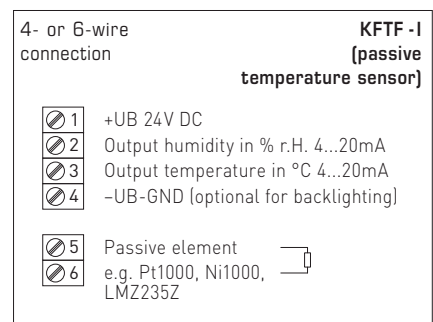 4- or 6-wire KFTF -I
connection (passive
temperature sensor)
1 +UB 24V DC
2 Output humidity in % r.H. 4...20mA
3 Output temperature in °C 4...20mA
4 –UB-GND (optional for backlighting)
5 Passive element
6 e.g. Pt1000, Ni1000,
LMZ235Z